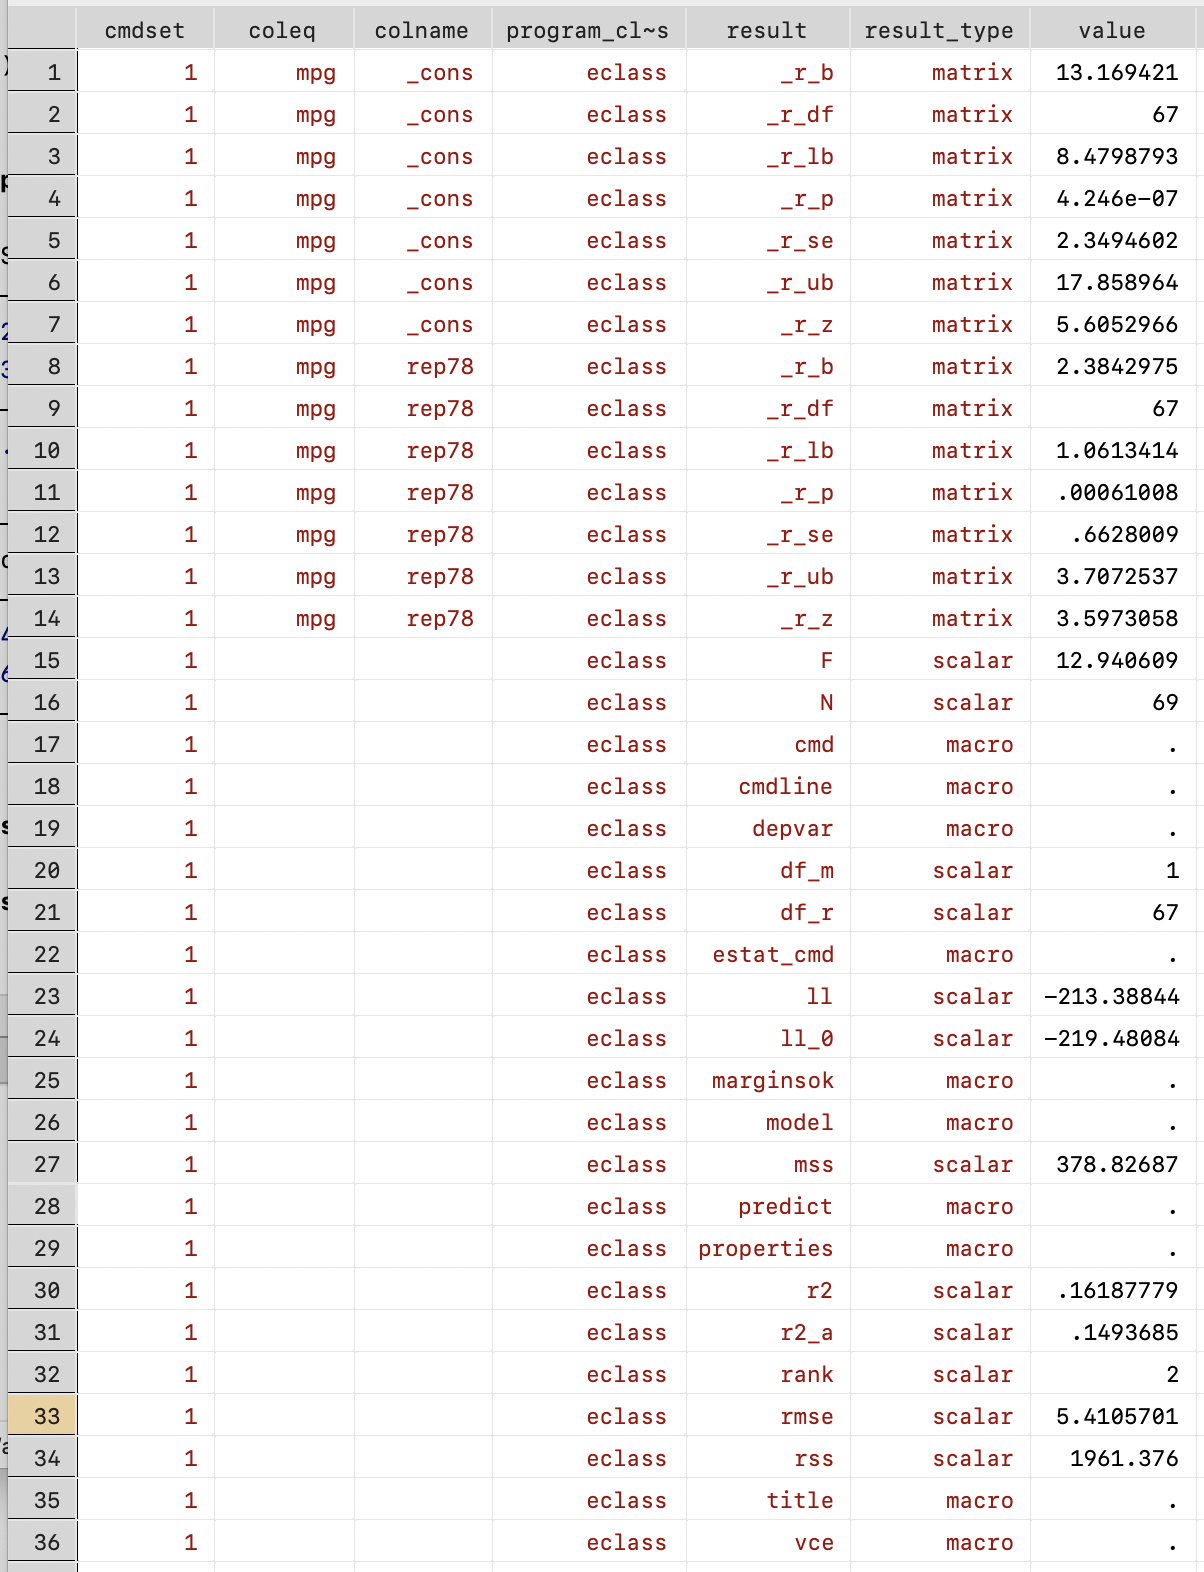 cmdset coleq colname program_cl~s result result_type value
1 1 mpg _cons eclass _r_b matrix 13.169421
2 1 mpg _cons eclass _r_df matrix 67
3 1 mpg _cons eclass _r_lb matrix 8.4798793
4 1 mpg _cons eclass _r_p matrix 4.246e-07
5 1 mpg _cons eclass _r_se matrix 2.3494602
6 1 mpg _cons eclass _r_ub matrix 17.858964
7 1 mpg _cons eclass _r_z matrix 5.6052966
8 1 mpg rep78 eclass _r_b matrix 2.3842975
9 1 mpg rep78 eclass _r_df matrix 67
10 1 mpg rep78 eclass _r_lb matrix 1.0613414
11 1 mpg rep78 eclass _r_p matrix .00061008
12 1 mpg rep78 eclass _r_se matrix .6628009
13 1 mpg rep78 eclass _r_ub matrix 3.7072537
14 1 mpg rep78 eclass _r_z matrix 3.5973058
15 1 eclass F scalar 12.940609
16 1 eclass N scalar 69
17 1 eclass cmd macro .
18 1 eclass cmdline macro .
19 1 eclass depvar macro .
20 1 eclass df_m scalar 1
21 1 eclass df_r scalar 67
22 1 eclass estat_cmd macro .
23 1 eclass ll scalar -213.38844
24 1 eclass ll_0 scalar -219.48084
25 1 eclass marginsok macro .
26 1 eclass model macro .
27 1 eclass mss scalar 378.82687
28 1 eclass predict macro .
29 1 eclass properties macro .
30 1 eclass r2 scalar .16187779
31 1 eclass r2_a scalar .1493685
32 1 eclass rank scalar 2
33 1 eclass rmse scalar 5.4105701
34 1 eclass rss scalar 1961.376
35 1 eclass title macro .
36 1 eclass vce macro .